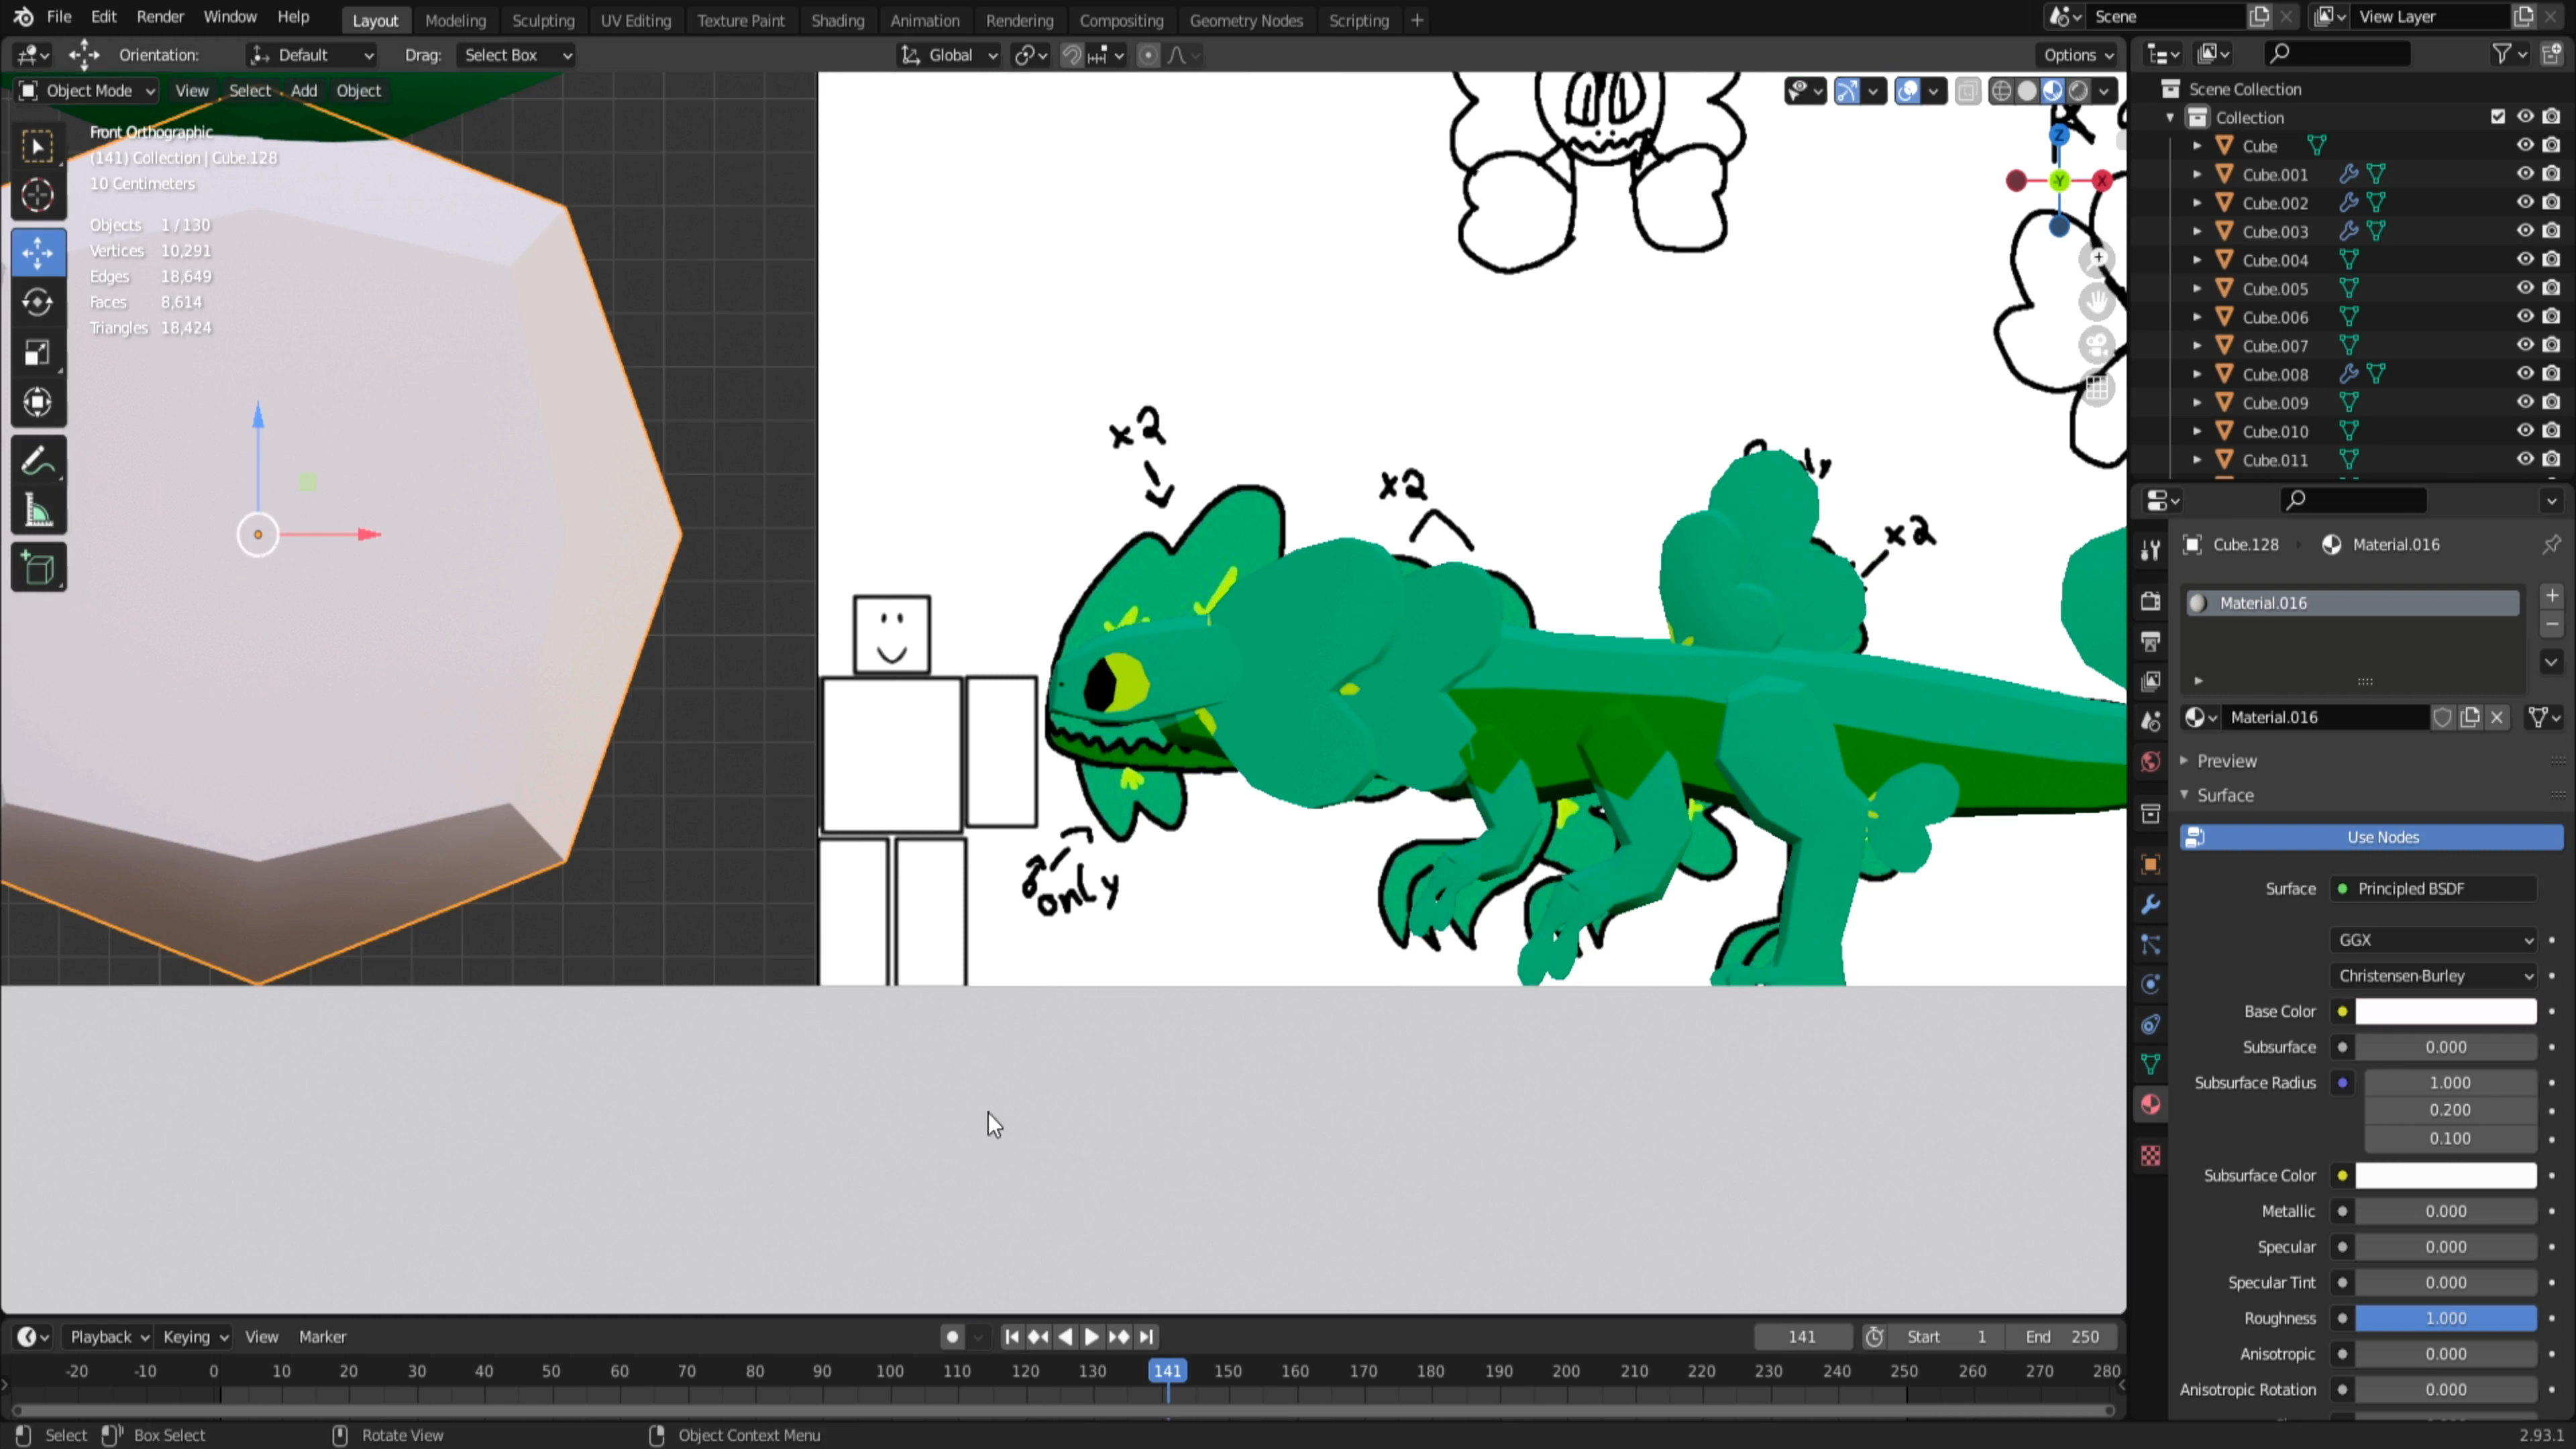 File Edit Render Window Help Layout Modeling Sculpting UV Editing Texture Paint Shading Animation Rendering Compositing Geometry Nodes Scripting + Scene View Layer
Orientation: Default Drag: Select Box Global Options
Object Mode View Select Add Object
Front Orthographic
(141) Collection | Cube.128
10 Centimeters
Objects 1 / 130
Vertices 10,291
Edges 18,649
Faces 8,614
Triangles 18,424
Z
-Y
X
x2
x2
x2
only
Scene Collection
Collection
Cube
Cube.001
Cube.002
Cube.003
Cube.004
Cube.005
Cube.006
Cube.007
Cube.008
Cube.009
Cube.010
Cube.011
Cube.128 Material.016
Material.016
Material.016
Preview
Surface
Use Nodes
Surface Principled BSDF
GGX
Christensen-Burley
Base Color
Subsurface 0.000
Subsurface Radius 1.000
0.200
0.100
Subsurface Color
Metallic 0.000
Specular 0.000
Specular Tint 0.000
Roughness 1.000
Anisotropic 0.000
Anisotropic Rotation 0.000
Playback Keying View Marker 141 Start 1 End 250
-20 -10 0 10 20 30 40 50 60 70 80 90 100 110 120 130 141 150 160 170 180 190 200 210 220 230 240 250 260 270 280
Select Box Select Rotate View Object Context Menu 2.93.1